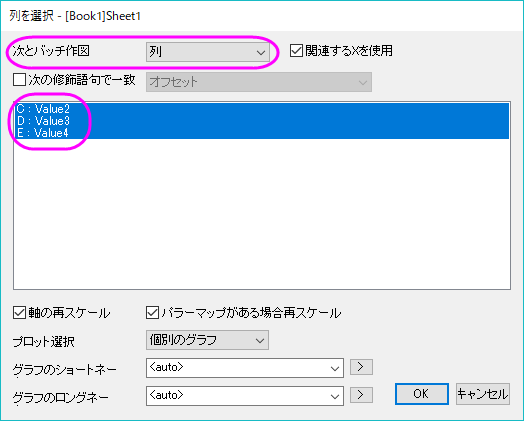 列を選択 - [Book1]Sheet1
次とバッチ作図
列
関連するXを使用
次の修飾語句で一致
オフセット
C : Value2
D : Value3
E : Value4
軸の再スケール
パラーマップがある場合再スケール
プロット選択
個別のグラフ
グラフのショートネー
<auto>
>
グラフのロングネー
<auto>
>
OK
キャンセル